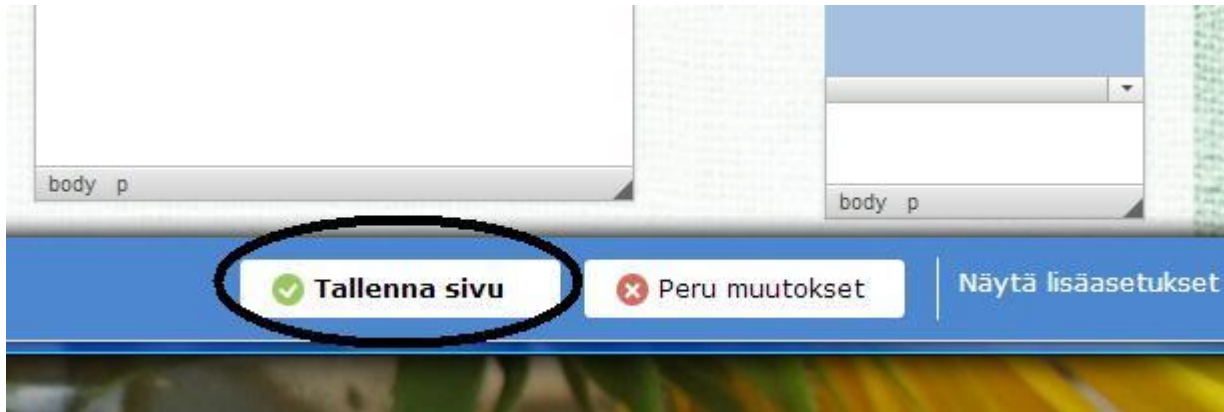 body p
body p
Tallenna sivu
Peru muutokset
Näytä lisäasetukset